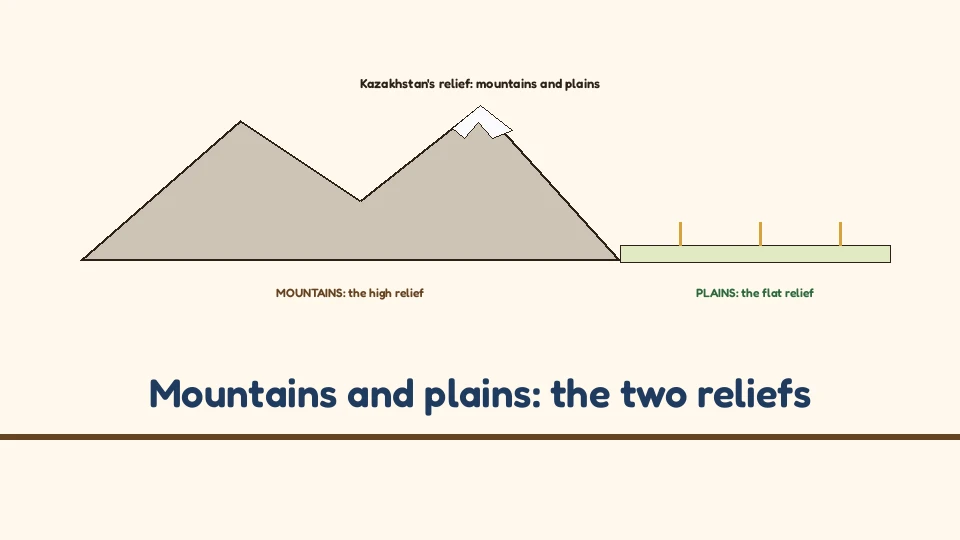 Kazakhstan's relief: mountains and plains
MOUNTAINS: the high relief
PLAINS: the flat relief
Mountains and plains: the two reliefs